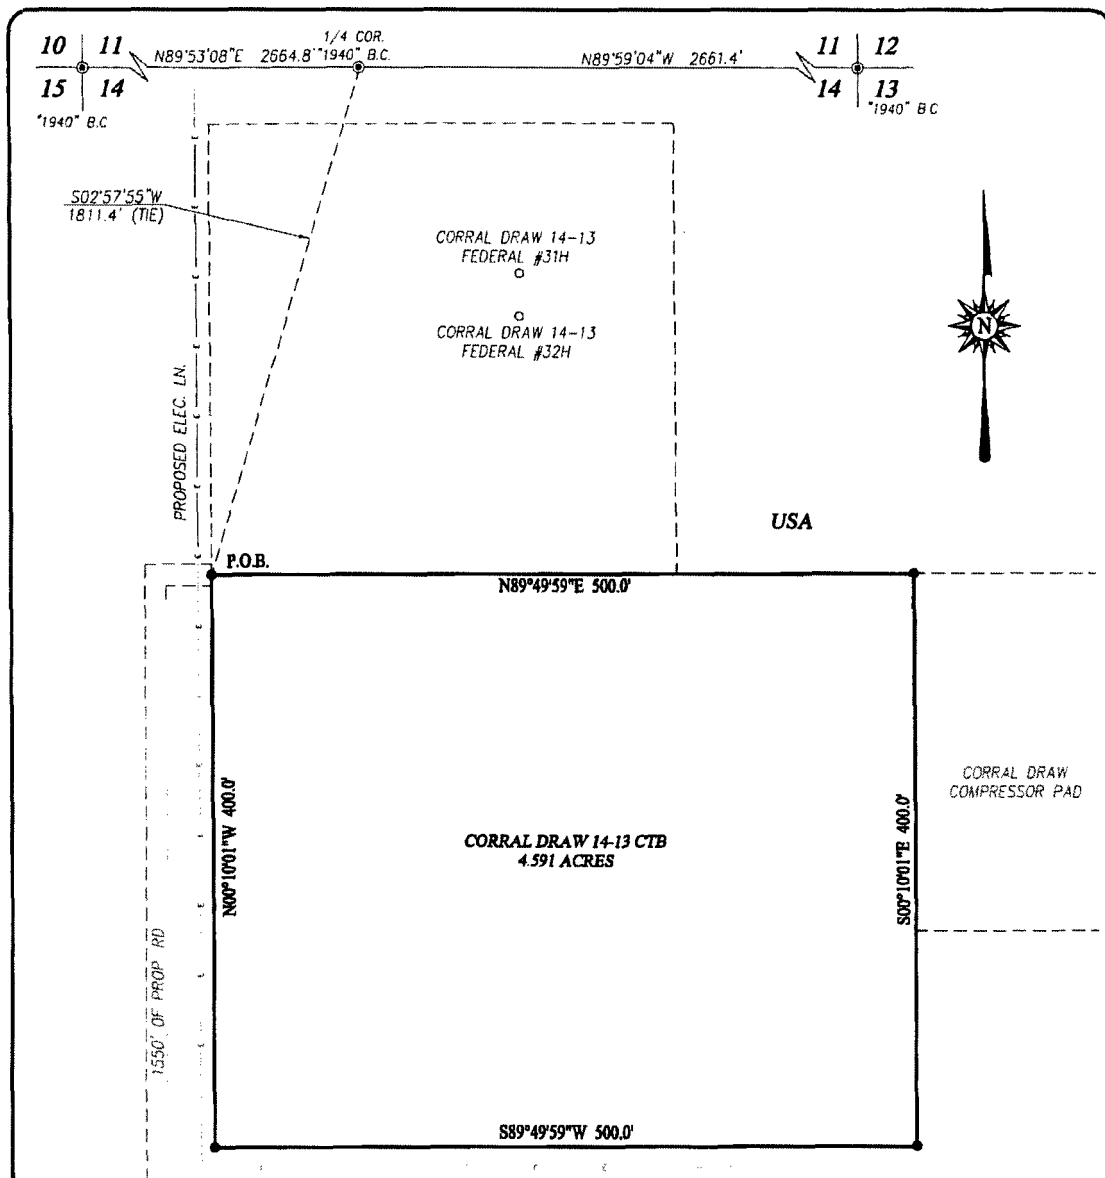 10 11
15 14
"1940" B.C
N89°53'08"E 2664.8'
1/4 COR.
"1940" B.C.
N89°59'04"W 2661.4'
11 12
14 13
"1940" B C
S02°57'55"W
1811.4' (TIE)
CORRAL DRAW 14-13
FEDERAL #31H
CORRAL DRAW 14-13
FEDERAL #32H
N
PROPOSED ELEC. LN.
USA
P.O.B.
N89°49'59"E 500.0'
N00°10'01"W 400.0'
CORRAL DRAW 14-13 CTB
4.591 ACRES
S00°10'01"E 400.0'
CORRAL DRAW
COMPRESSOR PAD
1550' OF PROP RD
S89°49'59"W 500.0'